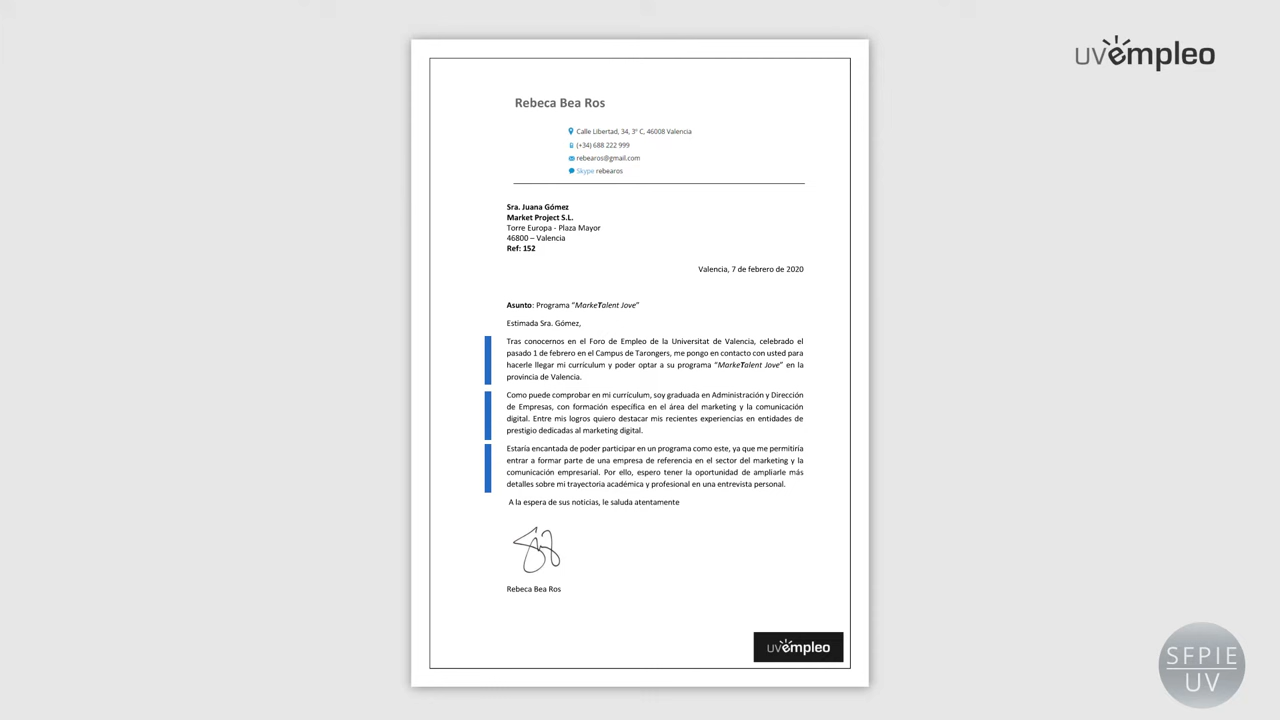 uvempleo
Rebeca Bea Ros
Calle Libertad, 34, 3º C, 46008 Valencia
(+34) 688 222 999
rebearos@gmail.com
Skype rebearos
Sra. Juana Gómez
Market Project S.L.
Torre Europa - Plaza Mayor
46800 – Valencia
Ref: 152
Valencia, 7 de febrero de 2020
Asunto: Programa "MarkeTalent Jove"
Estimada Sra. Gómez,
Tras conocernos en el Foro de Empleo de la Universitat de Valencia, celebrado el
pasado 1 de febrero en el Campus de Tarongers, me pongo en contacto con usted para
hacerle llegar mi currículum y poder optar a su programa "MarkeTalent Jove" en la
provincia de Valencia.
Como puede comprobar en mi currículum, soy graduada en Administración y Dirección
de Empresas, con formación específica en el área del marketing y la comunicación
digital. Entre mis logros quiero destacar mis recientes experiencias en entidades de
prestigio dedicadas al marketing digital.
Estaría encantada de poder participar en un programa como este, ya que me permitiría
entrar a formar parte de una empresa de referencia en el sector del marketing y la
comunicación empresarial. Por ello, espero tener la oportunidad de ampliarle más
detalles sobre mi trayectoria académica y profesional en una entrevista personal.
A la espera de sus noticias, le saluda atentamente
Rebeca Bea Ros
uvempleo
SFPIE
UV